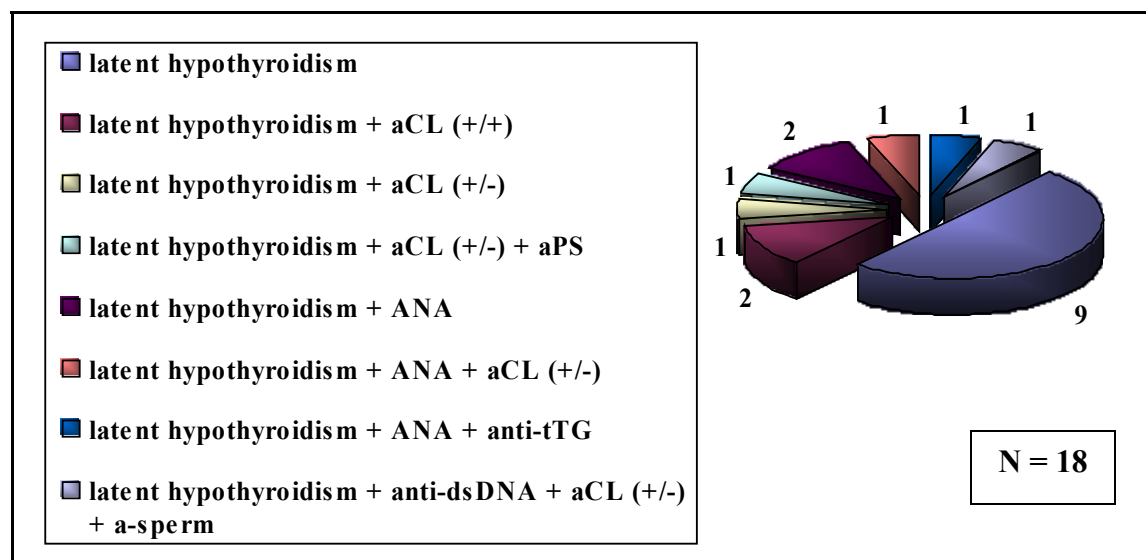 latent hypothyroidism
latent hypothyroidism + aCL (+/+)
latent hypothyroidism + aCL (+/-)
latent hypothyroidism + aCL (+/-) + aPS
latent hypothyroidism + ANA
latent hypothyroidism + ANA + aCL (+/-)
latent hypothyroidism + ANA + anti-tTG
latent hypothyroidism + anti-dsDNA + aCL (+/-)
+ a-sperm
1
1
1
2
1
1
2
9
N = 18